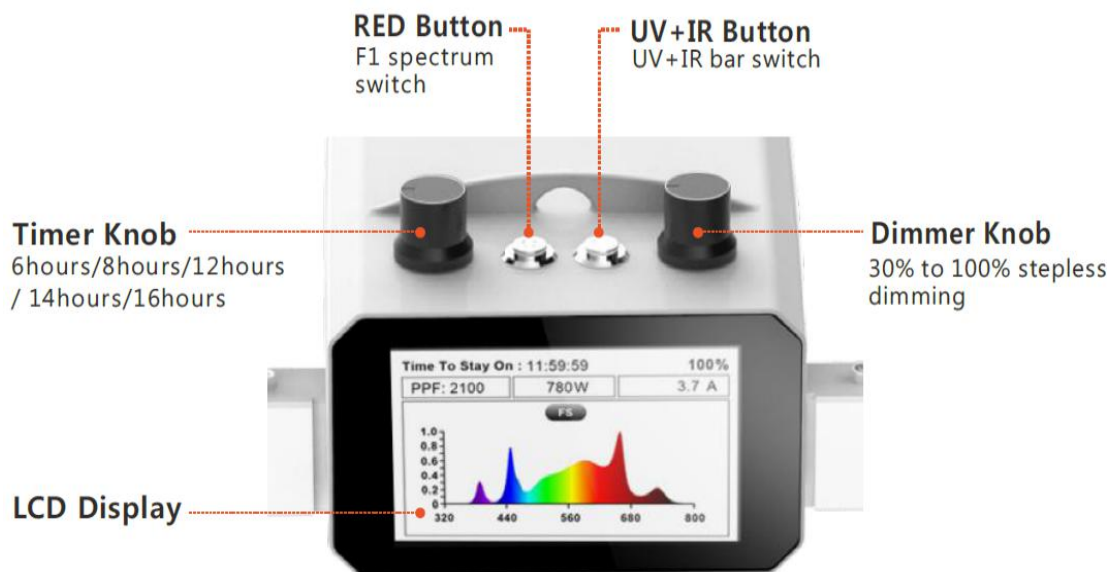 RED Button
F1 spectrum
switch
UV+IR Button
UV+IR bar switch
Timer Knob
6hours/8hours/12hours
/ 14hours/16hours
Dimmer Knob
30% to 100% stepless
dimming
Time To Stay On : 11:59:59 100%
PPF: 2100 780W 3.7 A
FS
1.0
0.8
0.6
0.4
0.2
0
320 440 560 680 800
LCD Display